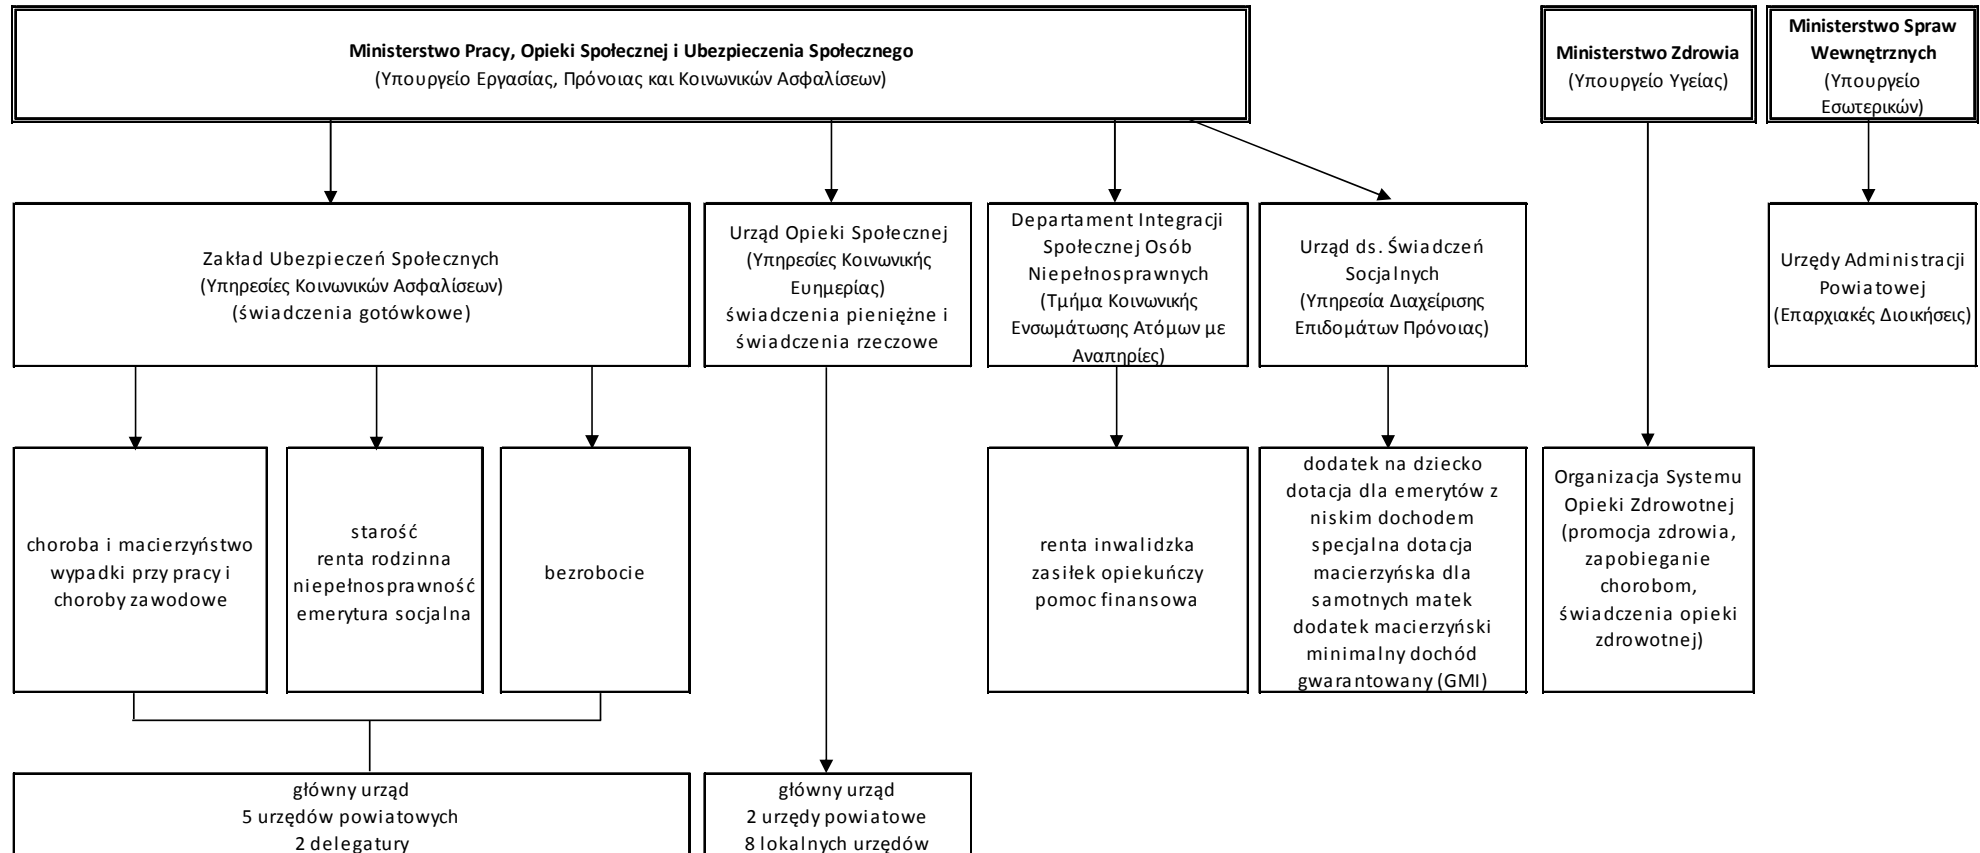 Ministerstwo Pracy, Opieki Społecznej i Ubezpieczenia Społecznego
(Υπουργείο Εργασίας, Πρόνοιας και Κοινωνικών Ασφαλίσεων)
Ministerstwo Zdrowia
(Υπουργείο Υγείας)
Ministerstwo Spraw
Wewnętrznych
(Υπουργείο
Εσωτερικών)
Zakład Ubezpieczeń Społecznych
(Υπηρεσίες Κοινωνικών Ασφαλίσεων)
(świadczenia gotówkowe)
Urząd Opieki Społecznej
(Υπηρεσίες Κοινωνικής
Ευημερίας)
świadczenia pieniężne i
świadczenia rzeczowe
Departament Integracji
Społecznej Osób
Niepełnosprawnych
(Τμήμα Κοινωνικής
Ενσωμάτωσης Ατόμων με
Αναπηρίες)
Urząd ds. Świadczeń
Socjalnych
(Υπηρεσία Διαχείρισης
Επιδομάτων Πρόνοιας)
Urzędy Administracji
Powiatowej
(Επαρχιακές Διοικήσεις)
choroba i macierzyństwo
wypadki przy pracy i
choroby zawodowe
starość
renta rodzinna
niepełnosprawność
emerytura socjalna
bezrobocie
renta inwalidzka
zasiłek opiekuńczy
pomoc finansowa
dodatek na dziecko
dotacja dla emerytów z
niskim dochodem
specjalna dotacja
macierzyńska dla
samotnych matek
dodatek macierzyński
minimalny dochód
gwarantowany (GMI)
Organizacja Systemu
Opieki Zdrowotnej
(promocja zdrowia,
zapobieganie
chorobom,
świadczenia opieki
zdrowotnej)
główny urząd
5 urzędów powiatowych
2 delegatury
główny urząd
2 urzędy powiatowe
8 lokalnych urzędów